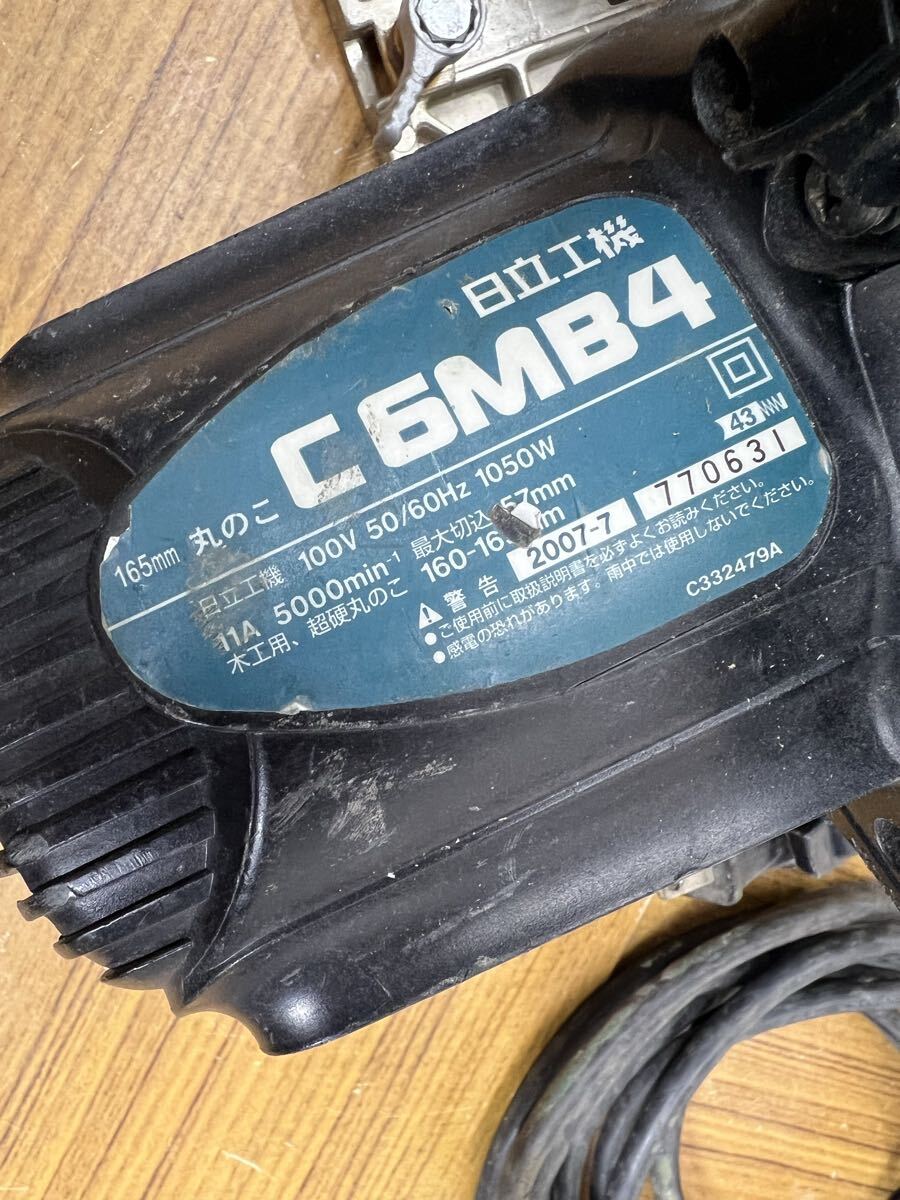 日立工機
C6MB4
165mm 丸のこ
日立工機 100V 50/60Hz 1050W
11A 5000min⁻¹ 最大切込 57mm
木工用、超硬丸のこ 160-16 mm
43
警告 2007-7 770631
●ご使用前に取扱説明書を必ずよくお読みください。
●感電の恐れがあります。雨中では使用しないでください。
C332479A